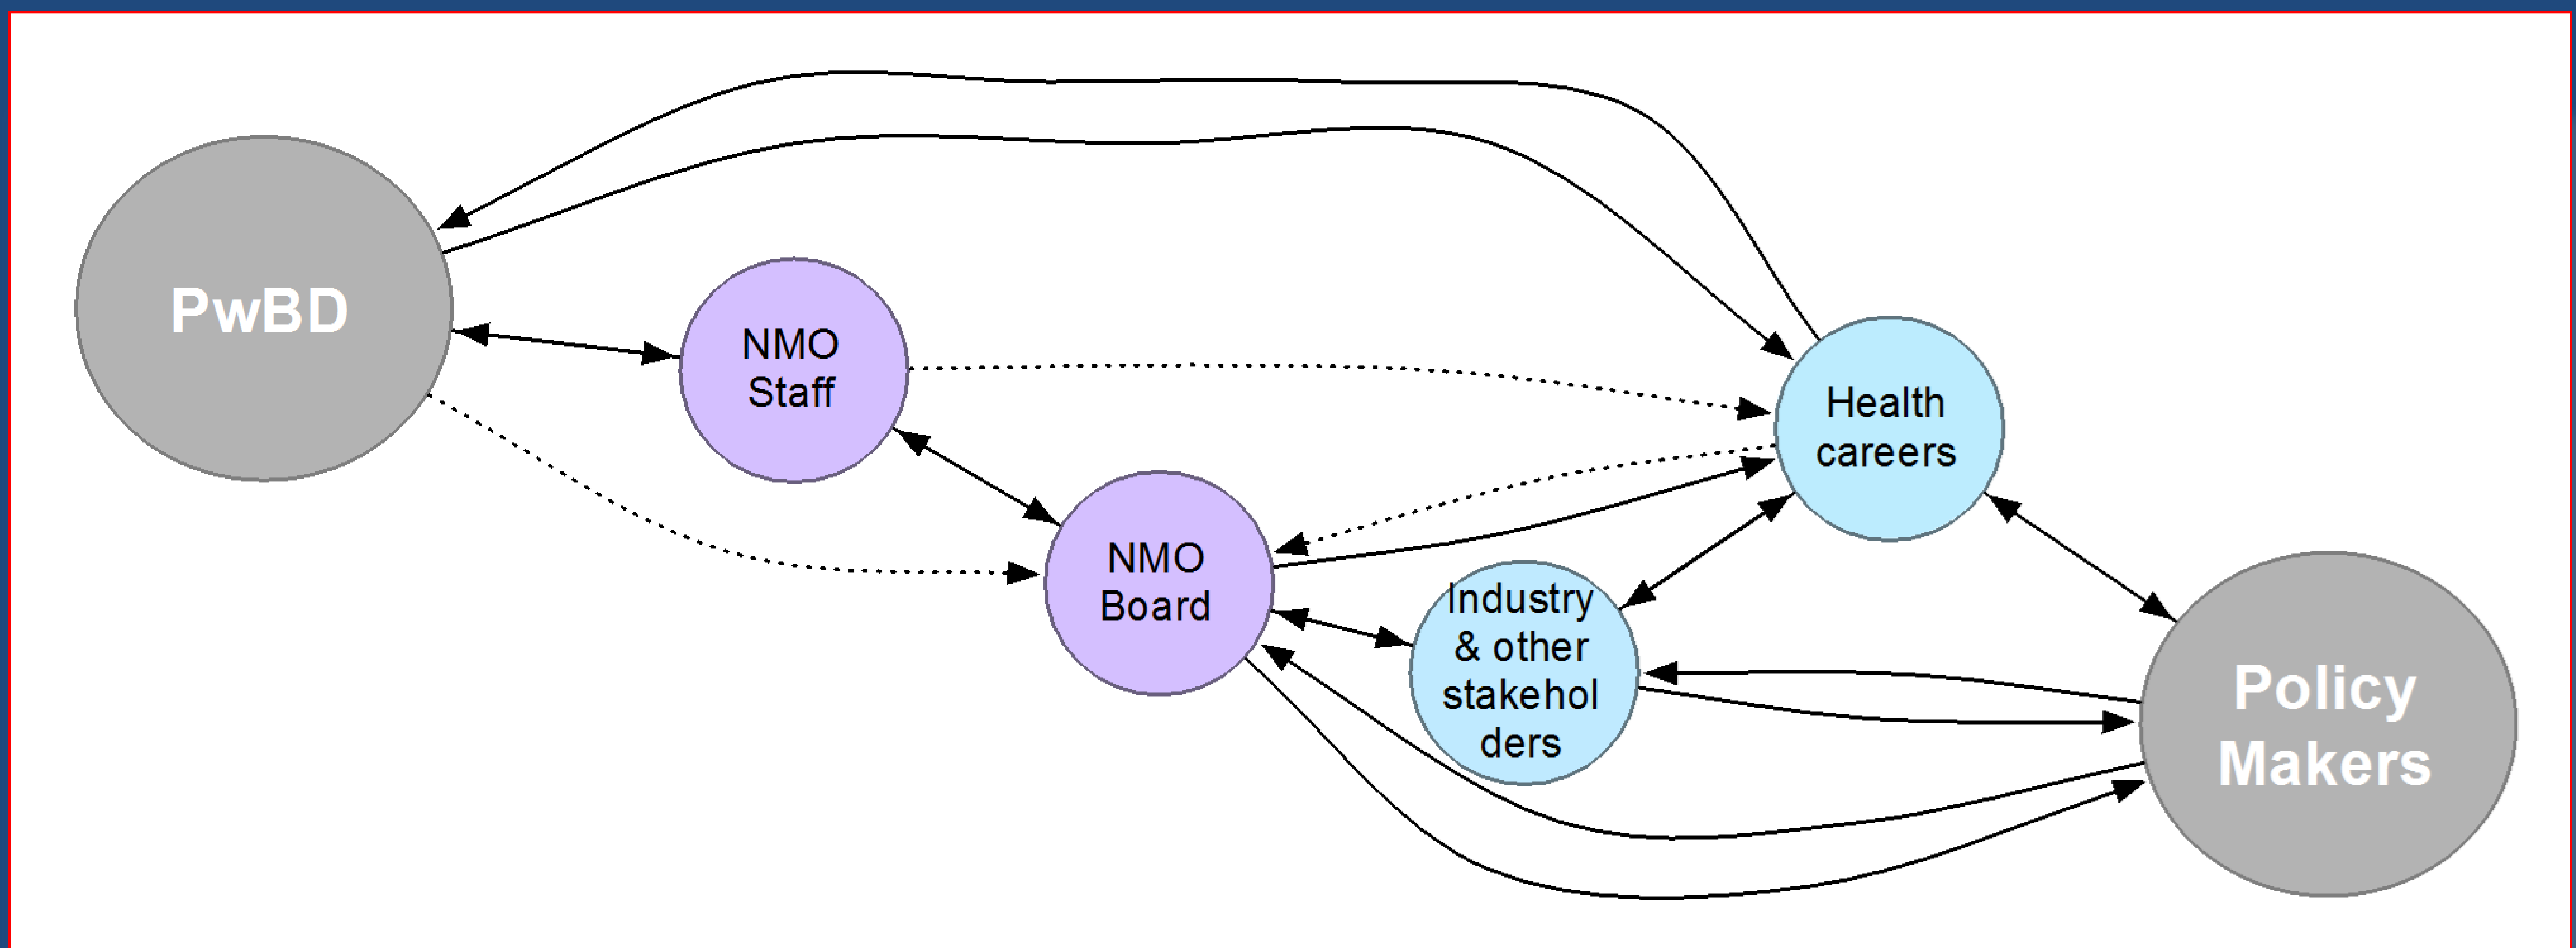 PwBD
NMO
Staff
NMO
Board
Health
careers
Industry
& other
stakehol
ders
Policy
Makers